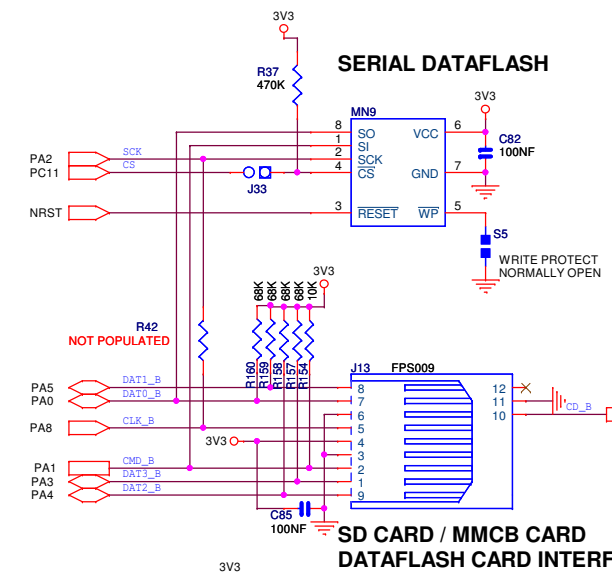 3V3
R37
470K
SERIAL DATAFLASH
MN9
3V3
8 SO VCC 6
1 SI
C82
100NF
PA2 SCK 2 SCK
PC11 CS 4 CS GND 7
J33
NRST 3 RESET WP 5
S5
WRITE PROTECT
NORMALLY OPEN
3V3
68K
68K
68K
68K
10K
R42
NOT POPULATED
R160
R159
R158
R157
R154
J13 FPS009
PA5 DAT1_B 8 12
PA0 DAT0_B 7 11
6 10 CD_B
PA8 CLK_B 5
3V3 4
3
PA1 CMD_B 2
PA3 DAT3_B 1
PA4 DAT2_B 9
C85
100NF
SD CARD / MMCB CARD
DATAFLASH CARD INTERF
3V3